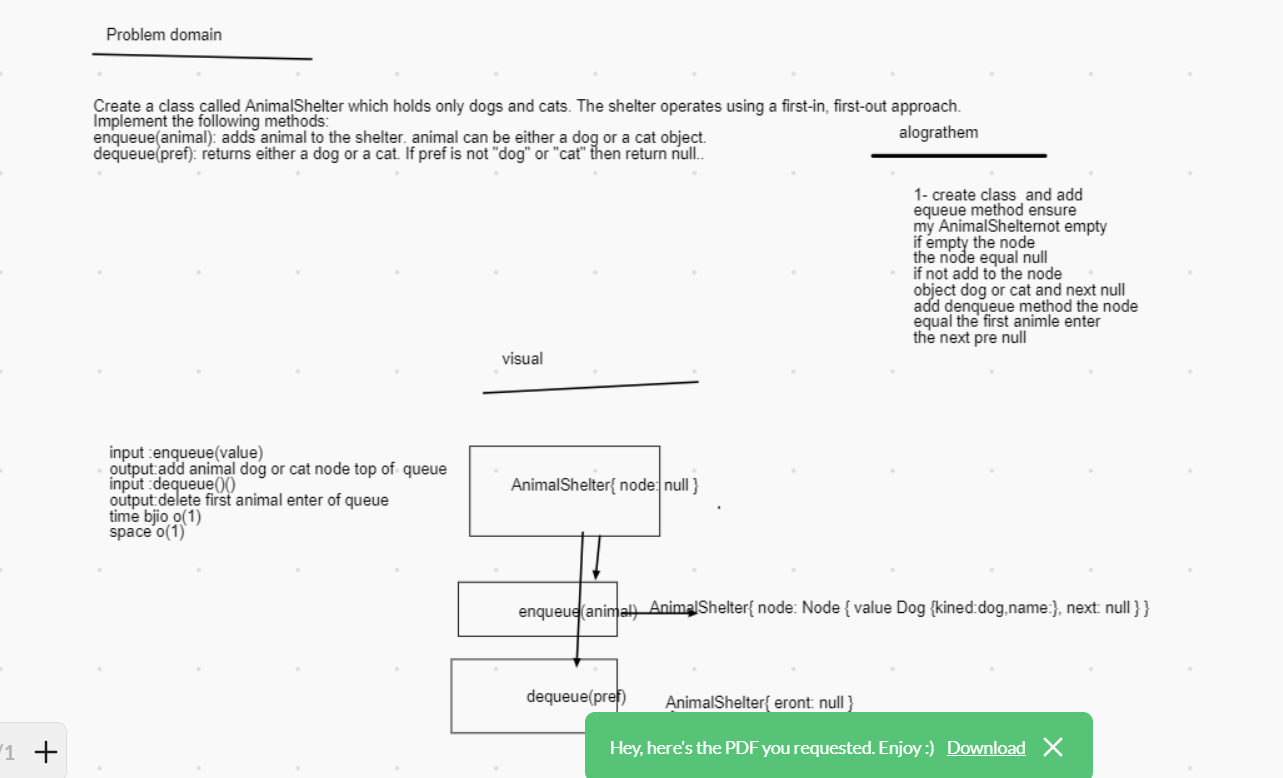 Problem domain
Create a class called AnimalShelter which holds only dogs and cats. The shelter operates using a first-in, first-out approach.
Implement the following methods:
enqueue(animal): adds animal to the shelter. animal can be either a dog or a cat object.
dequeue(pref): returns either a dog or a cat. If pref is not "dog" or "cat" then return null..
alograthem
1- create class  and add
equeue method ensure
my AnimalShelternot empty
if empty the node
the node equal null
if not add to the node
object dog or cat and next null
add denqueue method the node
equal the first animle enter
the next pre null
visual
input :enqueue(value)
output:add animal dog or cat node top of  queue
input :dequeue()()
output:delete first animal enter of queue
time bjio o(1)
space o(1)
AnimalShelter{ node: null }
.
enqueue(animal)
AnimalShelter{ node: Node { value Dog {kined:dog,name:}, next: null } }
dequeue(pref)
AnimalShelter{ eront: null }
/1 +
Hey, here's the PDF you requested. Enjoy :) Download